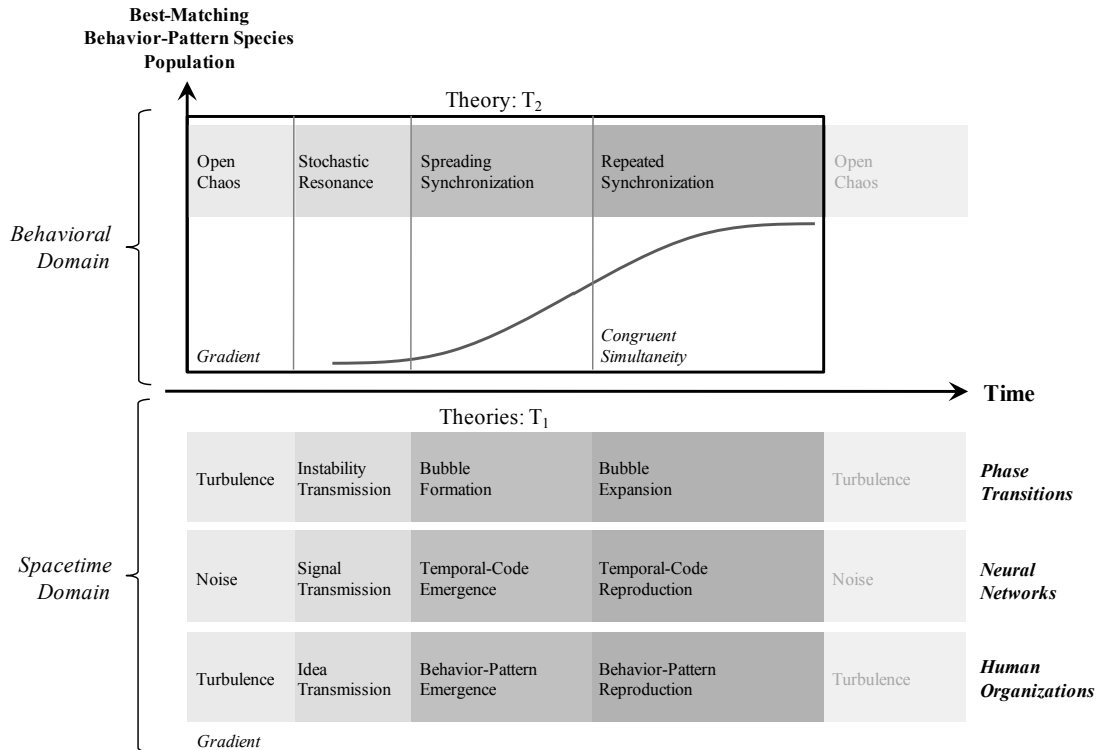 Best-Matching
Behavior-Pattern Species
Population
Theory: T₂
Open
Chaos
Stochastic
Resonance
Spreading
Synchronization
Repeated
Synchronization
Open
Chaos
Behavioral
Domain
Gradient
Congruent
Simultaneity
Time
Theories: T₁
Turbulence
Instability
Transmission
Bubble
Formation
Bubble
Expansion
Turbulence
Phase
Transitions
Spacetime
Domain
Noise
Signal
Transmission
Temporal-Code
Emergence
Temporal-Code
Reproduction
Noise
Neural
Networks
Turbulence
Idea
Transmission
Behavior-Pattern
Emergence
Behavior-Pattern
Reproduction
Turbulence
Human
Organizations
Gradient